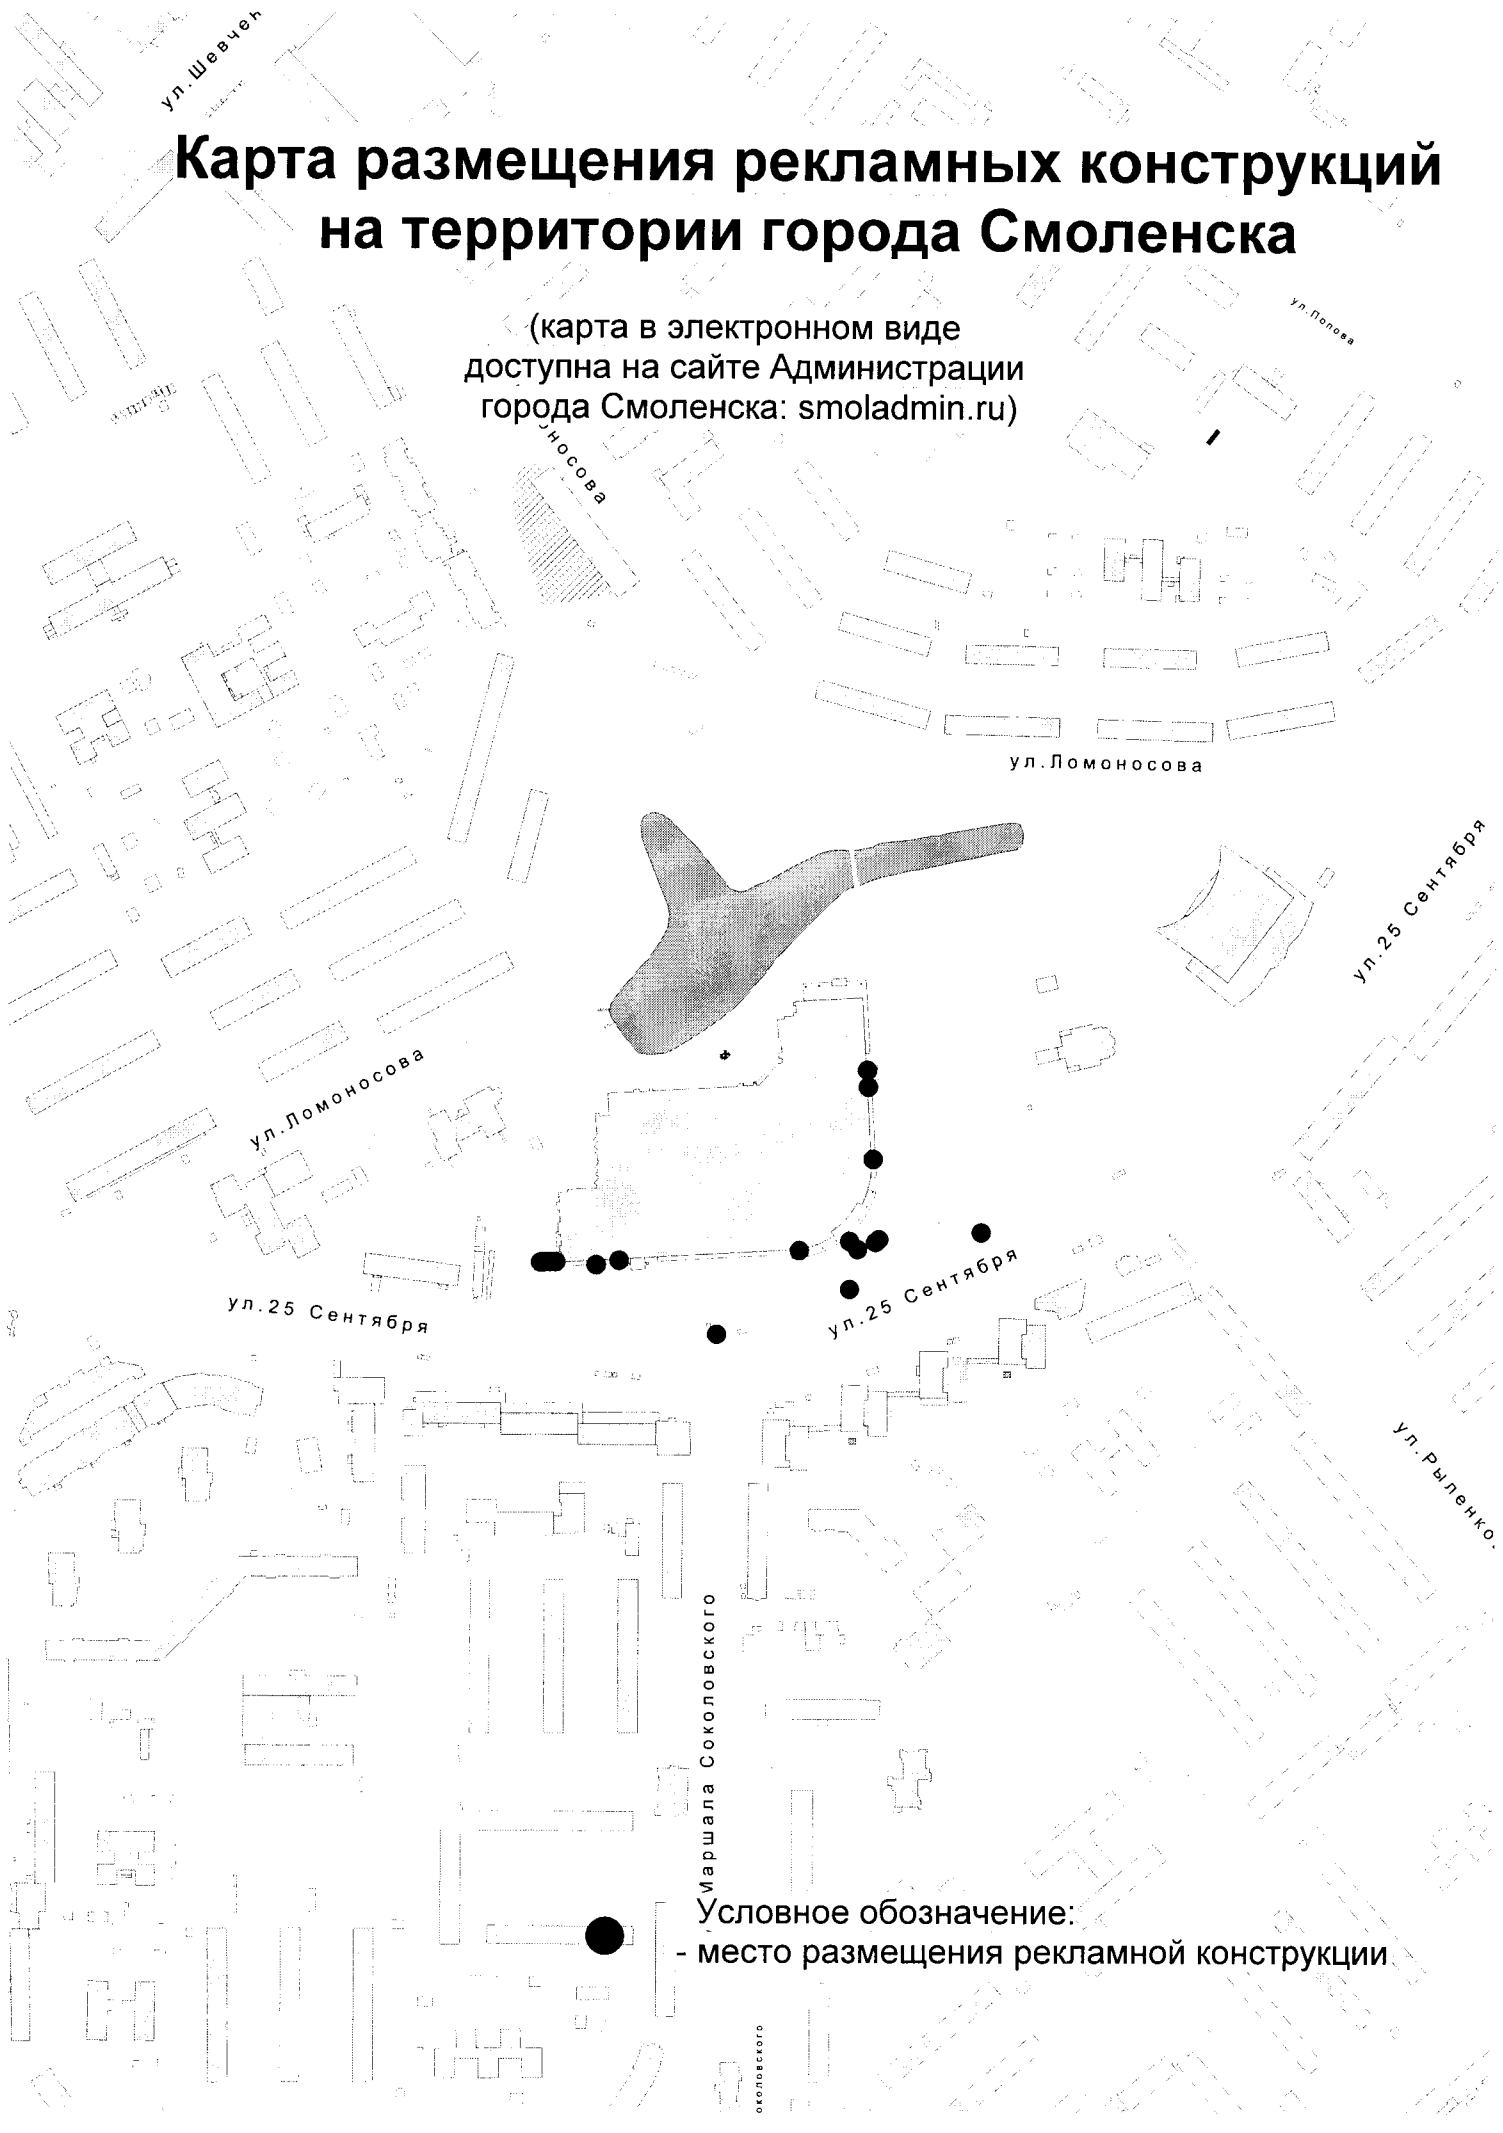 ул.Шевчен
Карта размещения рекламных конструкций
на территории города Смоленска
ул.Попова
(карта в электронном виде
доступна на сайте Администрации
города Смоленска: smoladmin.ru)
оносова
ул.Ломоносова
ул.25 Сентября
ул.Ломоносова
ул.25 Сентября
ул.25 Сентября
ул.Рыленко
Маршала Соколовского
Условное обозначение:
- место размещения рекламной конструкции
околовского